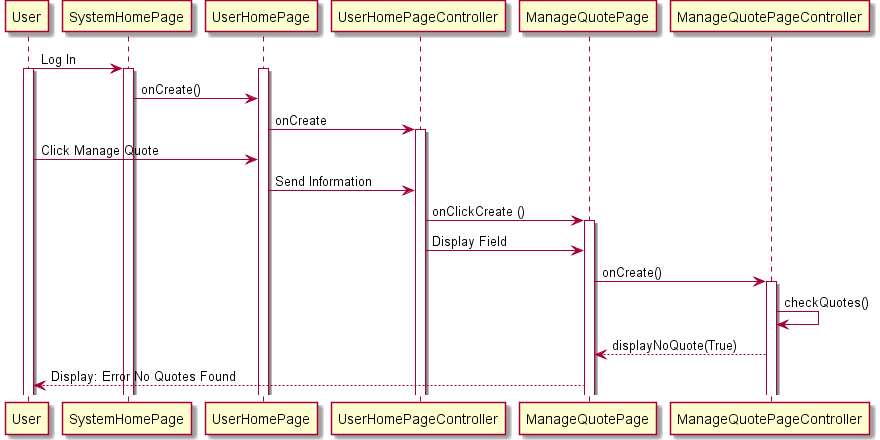 User SystemHomePage UserHomePage UserHomePageController ManageQuotePage ManageQuotePageController
Log In
onCreate()
onCreate
Click Manage Quote
Send Information
onClickCreate ()
Display Field
onCreate()
checkQuotes()
displayNoQuote(True)
Display: Error No Quotes Found
User SystemHomePage UserHomePage UserHomePageController ManageQuotePage ManageQuotePageController